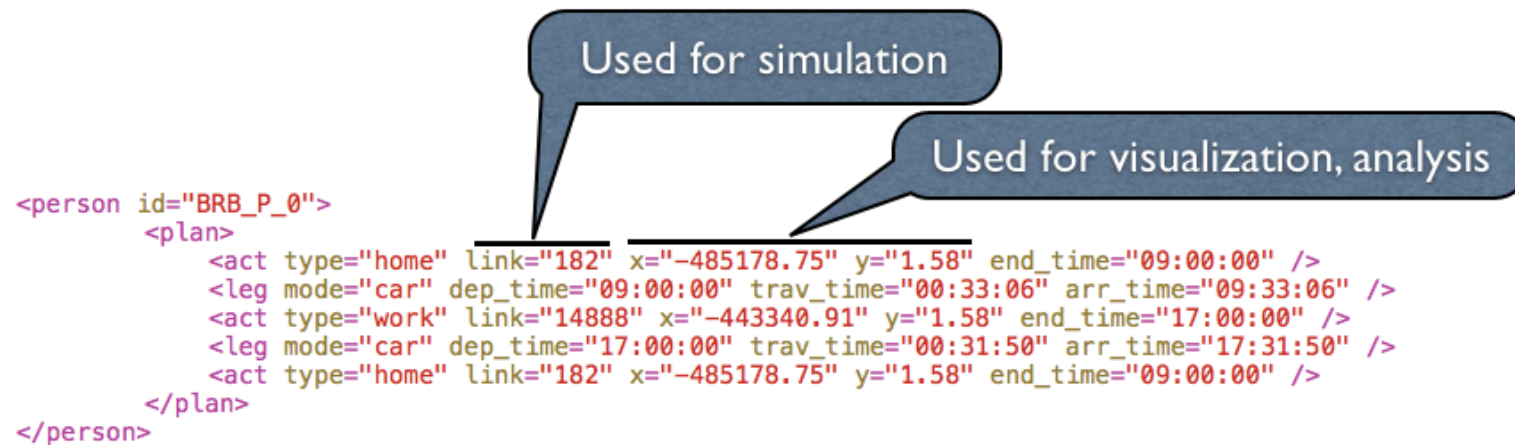 Used for simulation
Used for visualization, analysis
<person id="BRB_P_0">
<plan>
<act type="home" link="182" x="-485178.75" y="1.58" end_time="09:00:00" />
<leg mode="car" dep_time="09:00:00" trav_time="00:33:06" arr_time="09:33:06" />
<act type="work" link="14888" x="-443340.91" y="1.58" end_time="17:00:00" />
<leg mode="car" dep_time="17:00:00" trav_time="00:31:50" arr_time="17:31:50" />
<act type="home" link="182" x="-485178.75" y="1.58" end_time="09:00:00" />
</plan>
</person>